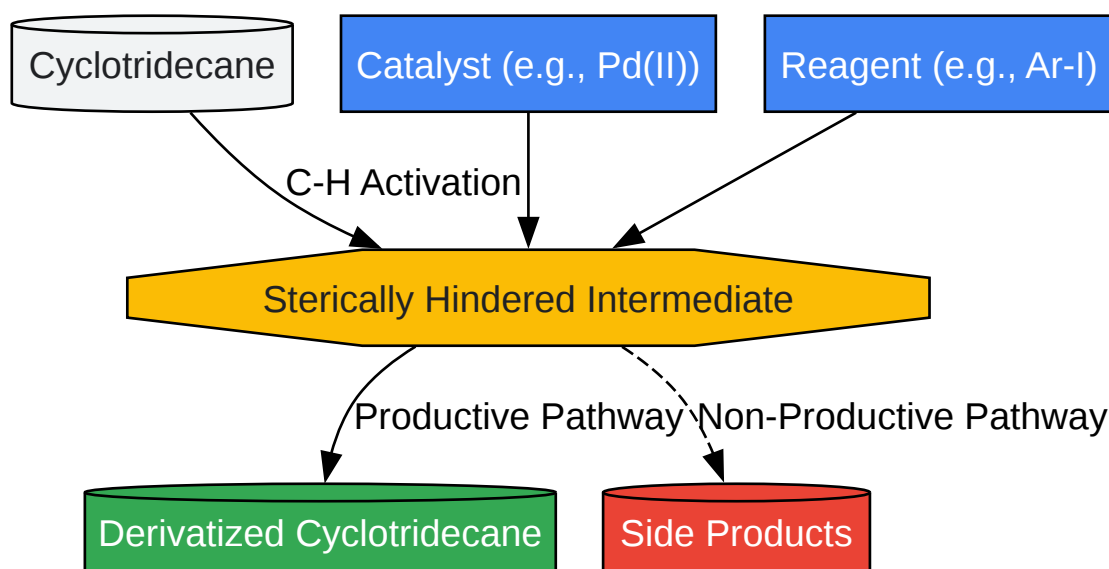 Cyclotridecane
Catalyst (e.g., Pd(II))
Reagent (e.g., Ar-I)
C-H Activation
Sterically Hindered Intermediate
Productive Pathway
Non-Productive Pathway
Derivatized Cyclotridecane
Side Products